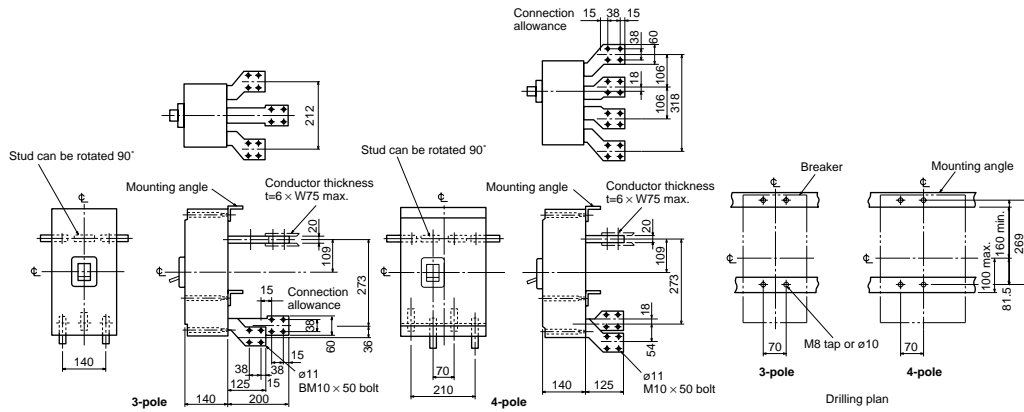 Connection
allowance
15 38 15
38
60
18
106
106
318
212
Stud can be rotated 90°
℄
℄
140
Mounting angle
Conductor thickness
t=6 × W75 max.
20
109
273
15
Connection
allowance
38
60
36
15
38 38
125 15
140 200
ø11
BM10 × 50 bolt
3-pole
Stud can be rotated 90°
℄
℄
70
210
4-pole
Mounting angle
Conductor thickness
t=6 × W75 max.
20
109
273
18
54
140 125
ø11
M10 × 50 bolt
Breaker
℄
℄
70
3-pole
M8 tap or ø10
Mounting angle
℄
100 max.
160 min.
269
81.5
70
4-pole
Drilling plan